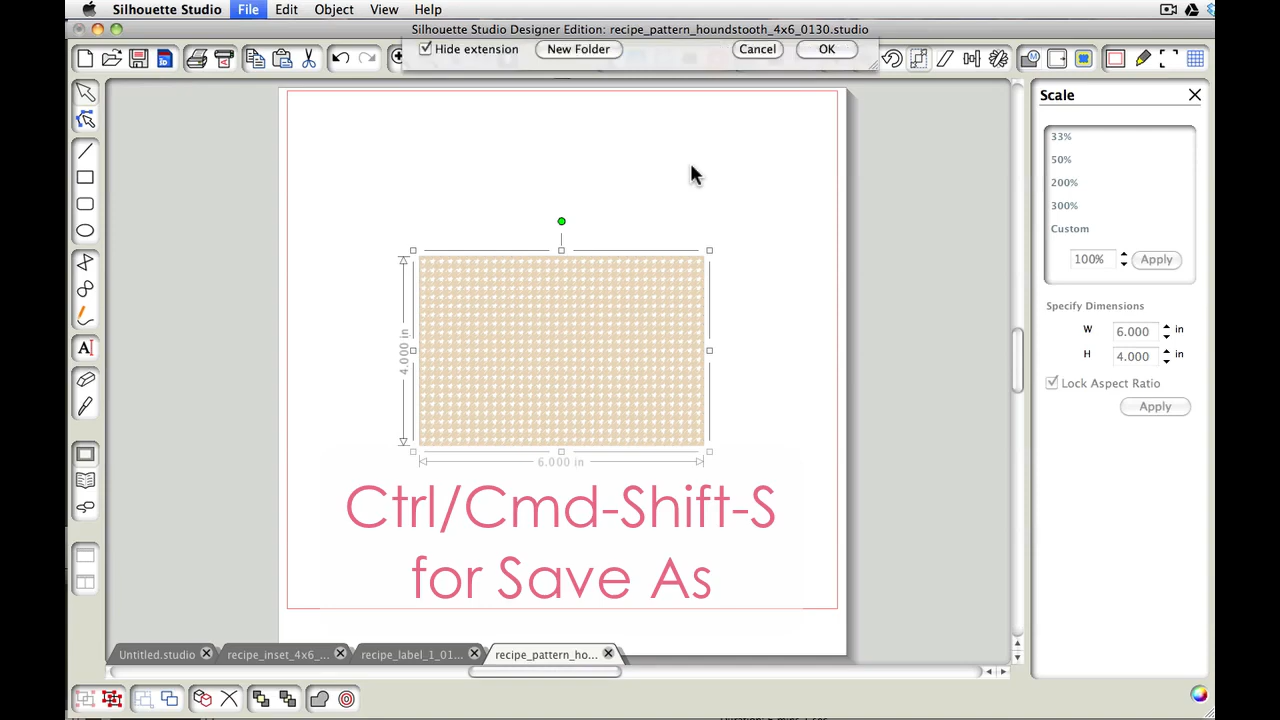 Silhouette Studio File Edit Object View Help
Silhouette Studio Designer Edition: recipe_pattern_houndstooth_4x6_0130.studio
Hide extension New Folder Cancel OK
Scale
33%
50%
200%
300%
Custom
100% Apply
Specify Dimensions
W 6.000 in
H 4.000 in
Lock Aspect Ratio
Apply
A
M
4.000 in
6.000 in
Ctrl/Cmd-Shift-S
for Save As
Untitled.studio recipe_inset_4x6_... recipe_label_1_01... recipe_pattern_ho...